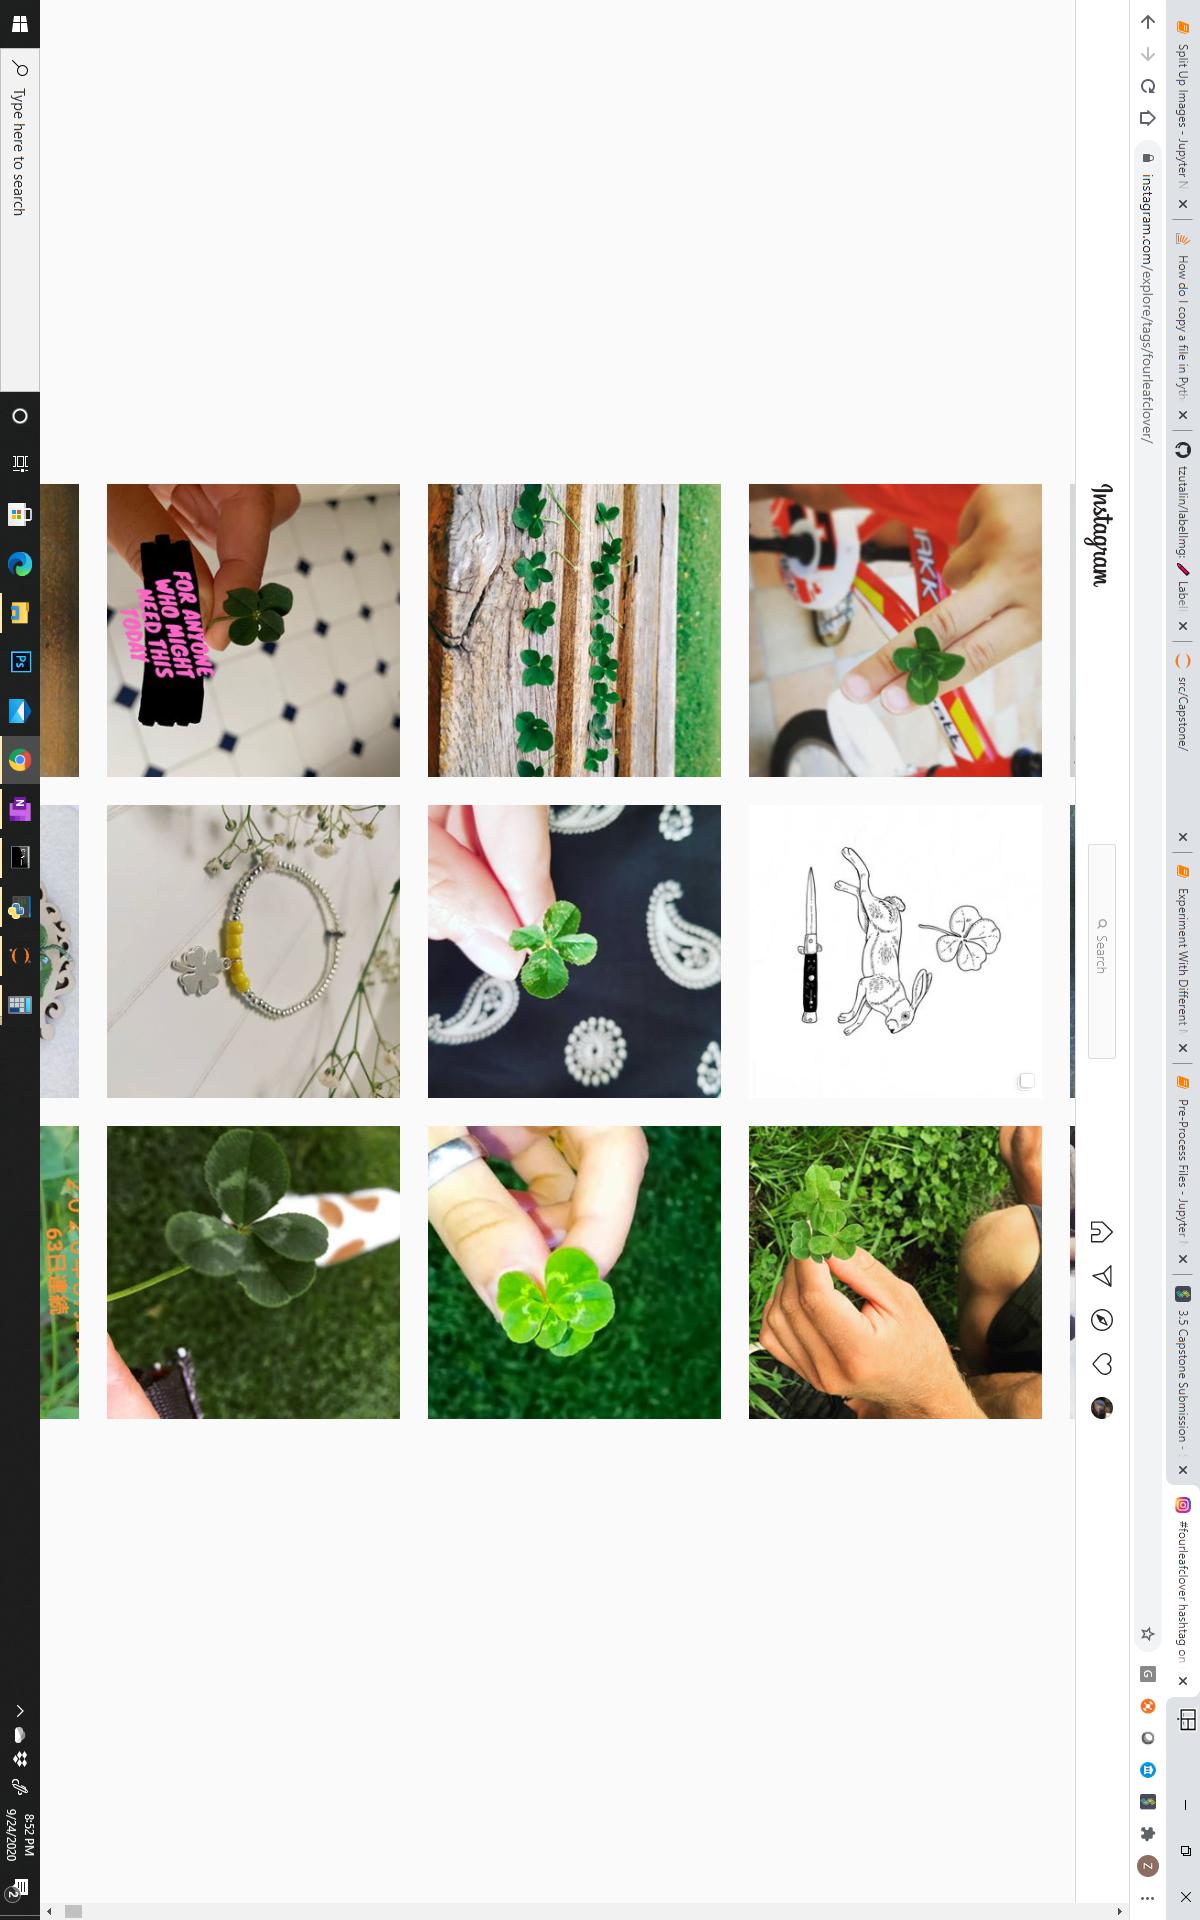 Split Up Images - Jupyter N
How do I copy a file in Pyth
tzutalin/labelImg: Label
src/Capstone/
Experiment With Different
Pre-Process Files - Jupyter
3.5 Capstone Submission -
#fourleafclover hashtag on
instagram.com/explore/tags/fourleafclover/
G
Z
Instagram
Search
FOR ANYONE
WHO MIGHT
NEED THIS
TODAY
63日連続
Type here to search
Ps
N
8:52 PM
9/24/2020
2